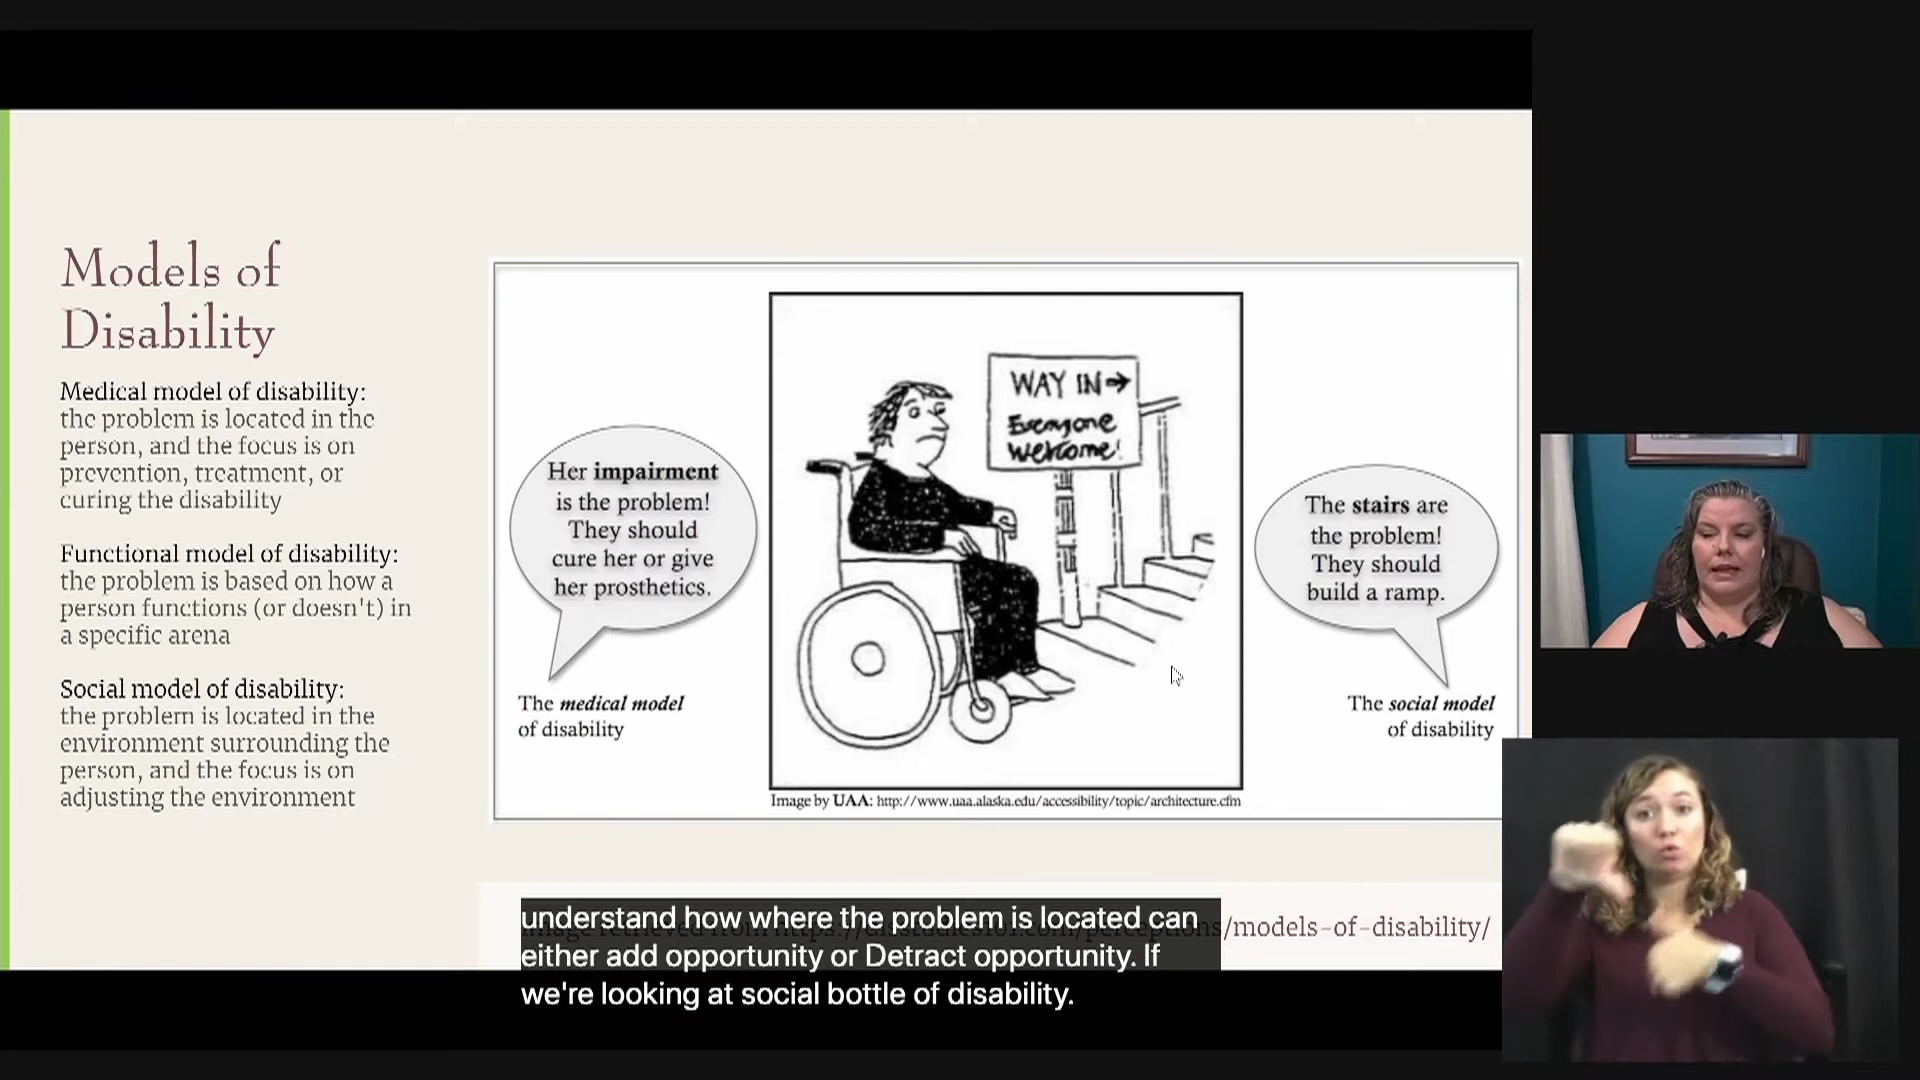 Models of
Disability
Medical model of disability:
the problem is located in the
person, and the focus is on
prevention, treatment, or
curing the disability
Functional model of disability:
the problem is based on how a
person functions (or doesn't) in
a specific arena
Social model of disability:
the problem is located in the
environment surrounding the
person, and the focus is on
adjusting the environment
Her impairment
is the problem!
They should
cure her or give
her prosthetics.
The medical model
of disability
WAY IN→
Everyone
Welcome!
The stairs are
the problem!
They should
build a ramp.
The social model
of disability
Image by UAA: http://www.uaa.alaska.edu/accessibility/topic/architecture.cfm
/models-of-disability/
understand how where the problem is located can
either add opportunity or Detract opportunity. If
we're looking at social bottle of disability.